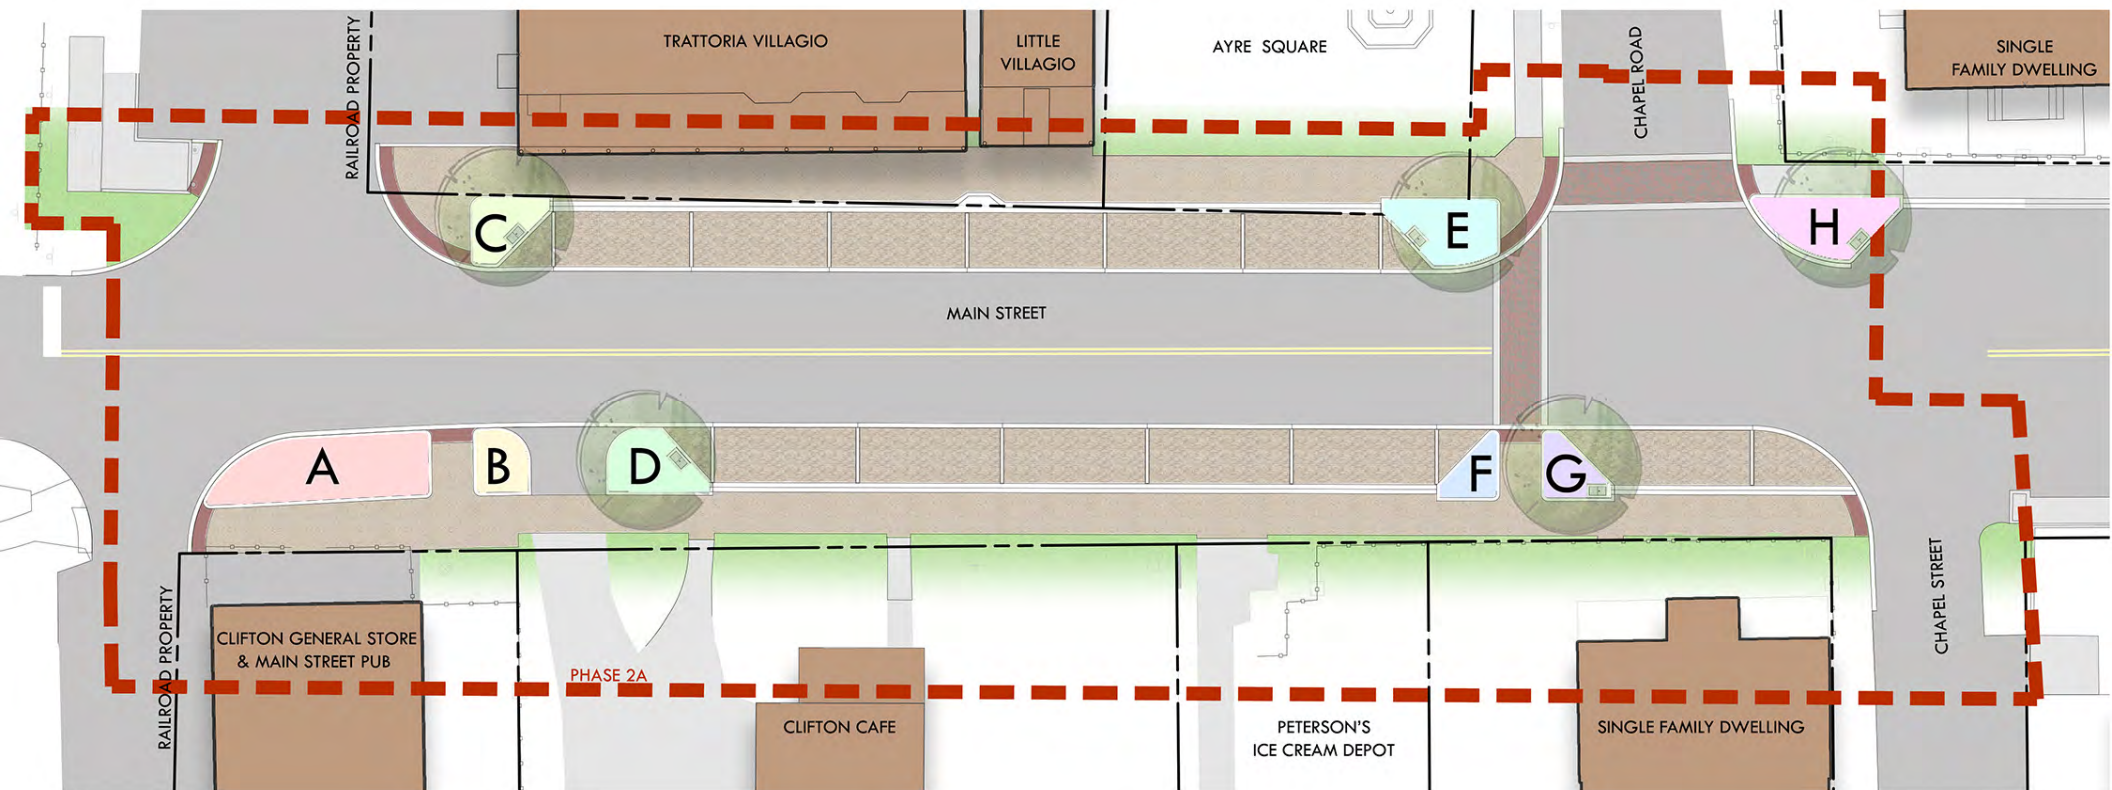 RAILROAD PROPERTY
TRATTORIA VILLAGIO
LITTLE
VILLAGIO
AYRE SQUARE
CHAPEL ROAD
SINGLE
FAMILY DWELLING
C
E
H
MAIN STREET
A
B
D
F
G
RAILROAD PROPERTY
CLIFTON GENERAL STORE
& MAIN STREET PUB
PHASE 2A
CLIFTON CAFE
PETERSON'S
ICE CREAM DEPOT
SINGLE FAMILY DWELLING
CHAPEL STREET